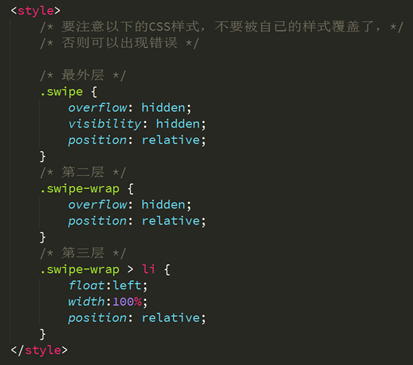 <style>
/* 要注意以下的CSS样式，不要被自己的样式覆盖了，*/
/* 否则可以出现错误 */
/* 最外层 */
.swipe {
overflow: hidden;
visibility: hidden;
position: relative;
}
/* 第二层 */
.swipe-wrap {
overflow: hidden;
position: relative;
}
/* 第三层 */
.swipe-wrap > li {
float:left;
width:100%;
position: relative;
}
</style>